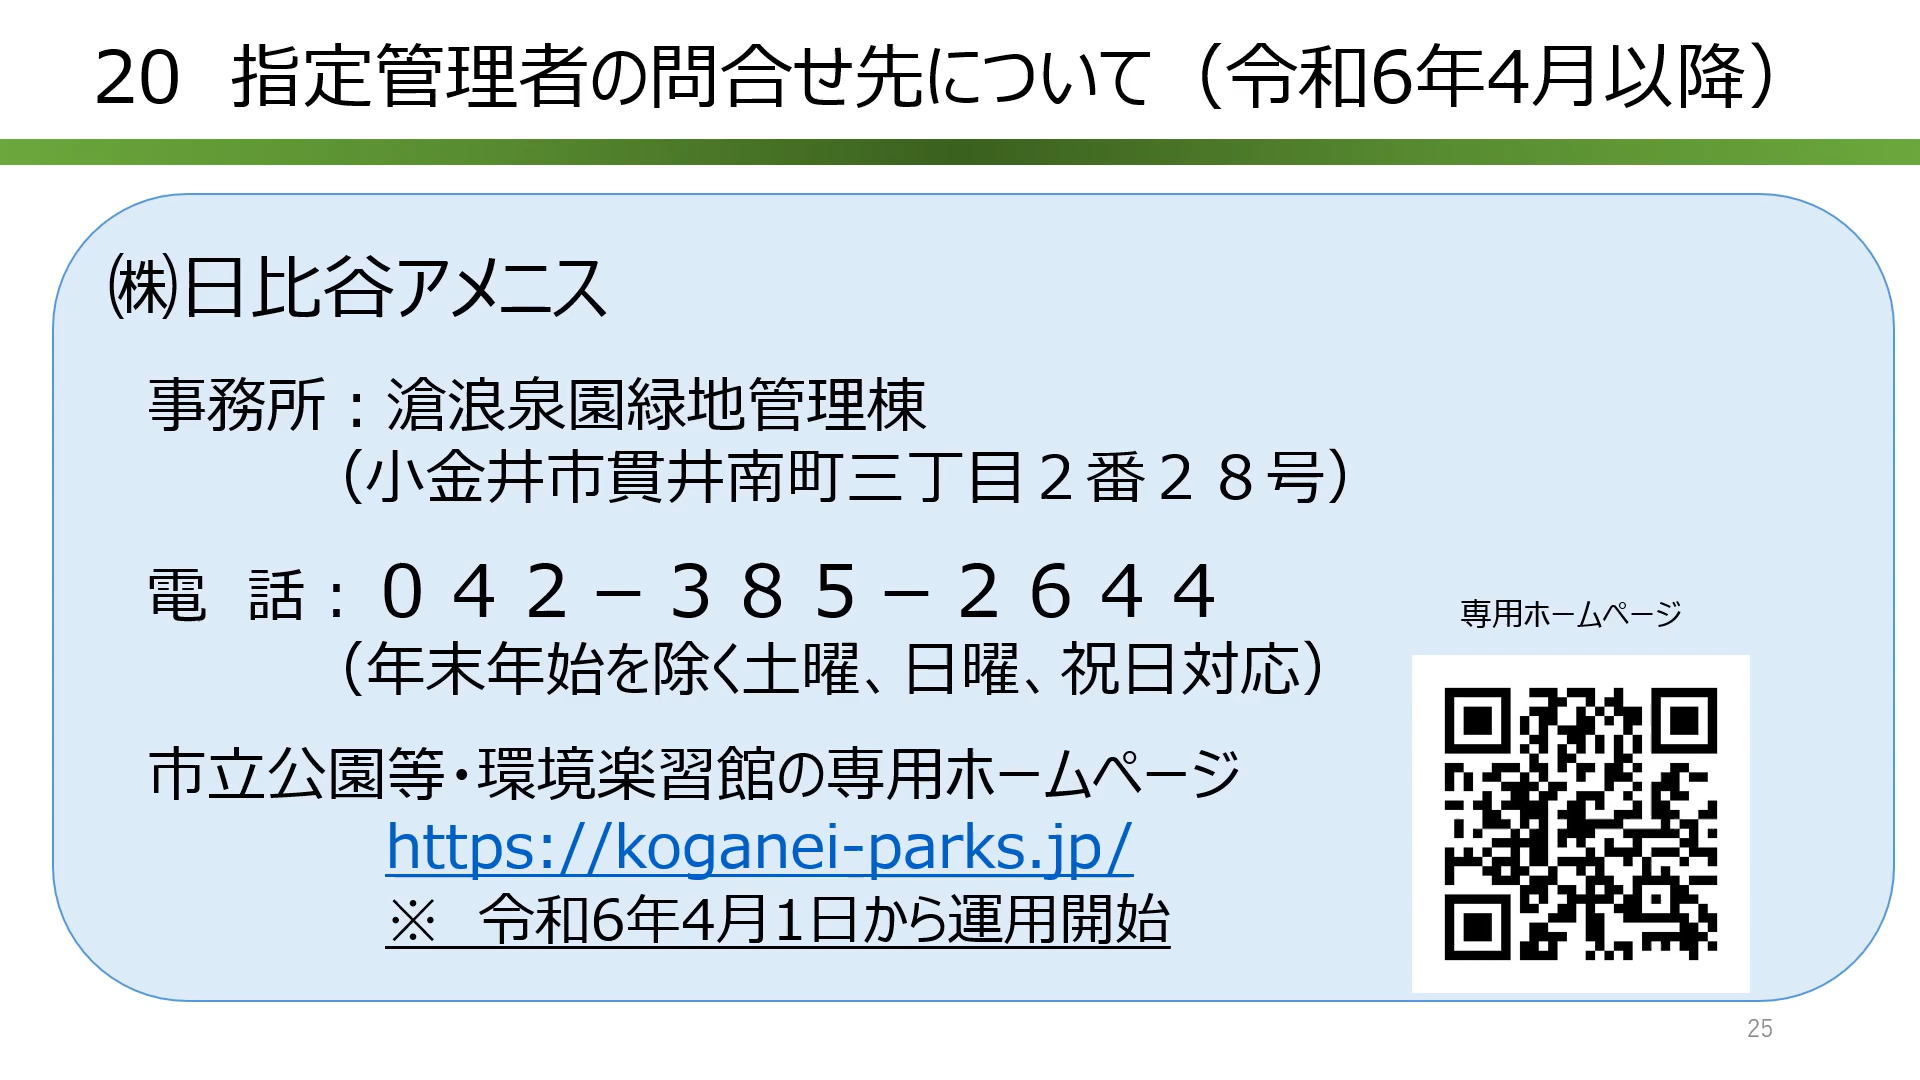 20　指定管理者の問合せ先について（令和6年4月以降）
㈱日比谷アメニス
事務所：滄浪泉園緑地管理棟
（小金井市貫井南町三丁目２番２８号）
電　話：０４２－３８５－２６４４
（年末年始を除く土曜、日曜、祝日対応）
専用ホームページ
市立公園等・環境楽習館の専用ホームページ
https://koganei-parks.jp/
※　令和6年4月1日から運用開始
25